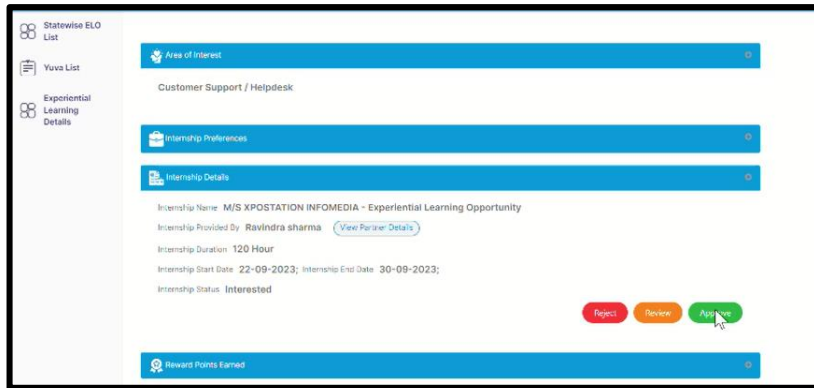 Statewise ELO
List
Yuva List
Experiential
Learning
Details
Area of Interest
Customer Support / Helpdesk
Internship Preferences
Internship Details
Internship Name M/S XPOSTATION INFOMEDIA - Experiential Learning Opportunity
Internship Provided By Ravindra sharma View Partner Details
Internship Duration 120 Hour
Internship Start Date 22-09-2023; Internship End Date 30-09-2023;
Internship Status Interested
Reject Review Approve
Reward Points Earned